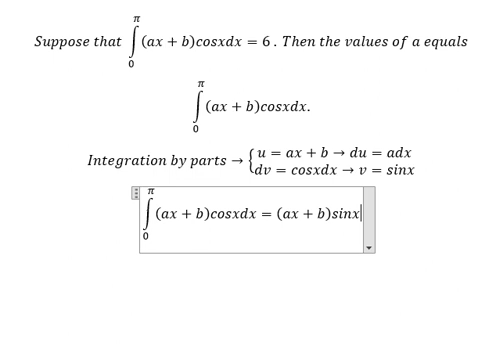 Suppose that ∫₀^π (ax + b)cosxdx = 6 . Then the values of a equals
∫₀^π (ax + b)cosxdx.
Integration by parts → { u = ax + b → du = adx
dv = cosxdx → v = sinx
∫₀^π (ax + b)cosxdx = (ax + b)sinx